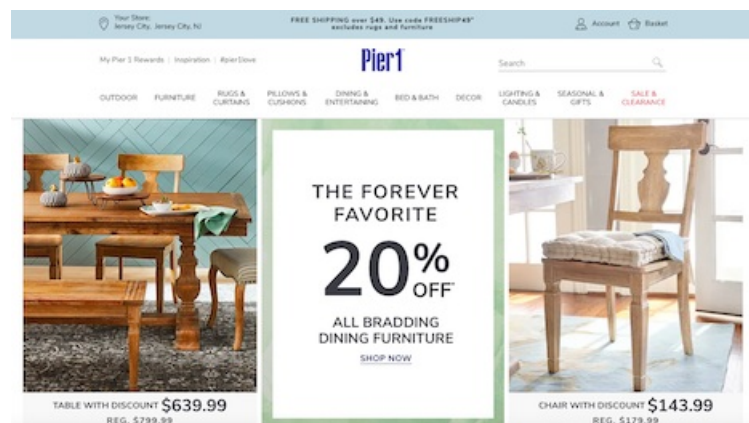 Your Store:
Jersey City, Jersey City, NJ
FREE SHIPPING over $49. Use code FREESHIP49*
excludes rugs and furniture
Account
Basket
My Pier 1 Rewards | Inspiration | #pier1love
Pier1
Search
OUTDOOR
FURNITURE
RUGS &
CURTAINS
PILLOWS &
CUSHIONS
DINING &
ENTERTAINING
BED & BATH
DECOR
LIGHTING &
CANDLES
SEASONAL &
GIFTS
SALE &
CLEARANCE
THE FOREVER
FAVORITE
20% OFF*
ALL BRADDING
DINING FURNITURE
SHOP NOW
TABLE WITH DISCOUNT $639.99
REG. $799.99
CHAIR WITH DISCOUNT $143.99
REG. $179.99